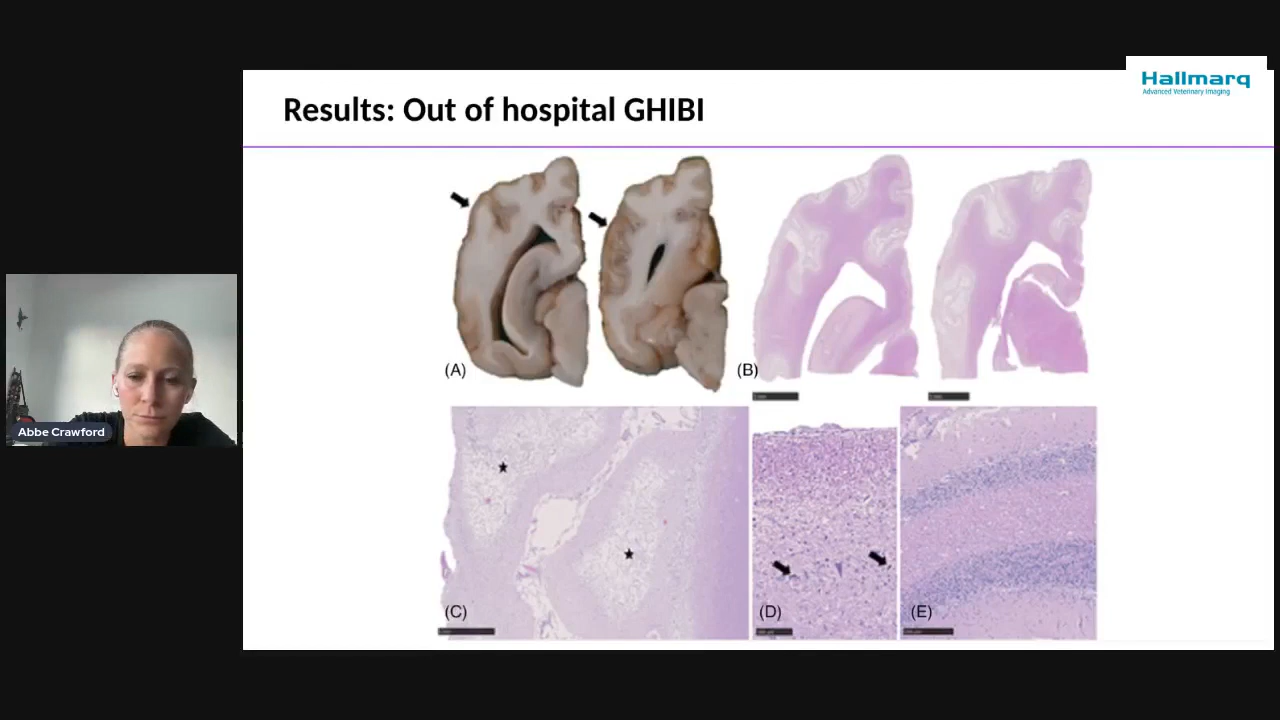 Hallmarq
Advanced Veterinary Imaging
Results: Out of hospital GHIBI
(A)
(B)
Abbe Crawford
(C)
(D)
(E)